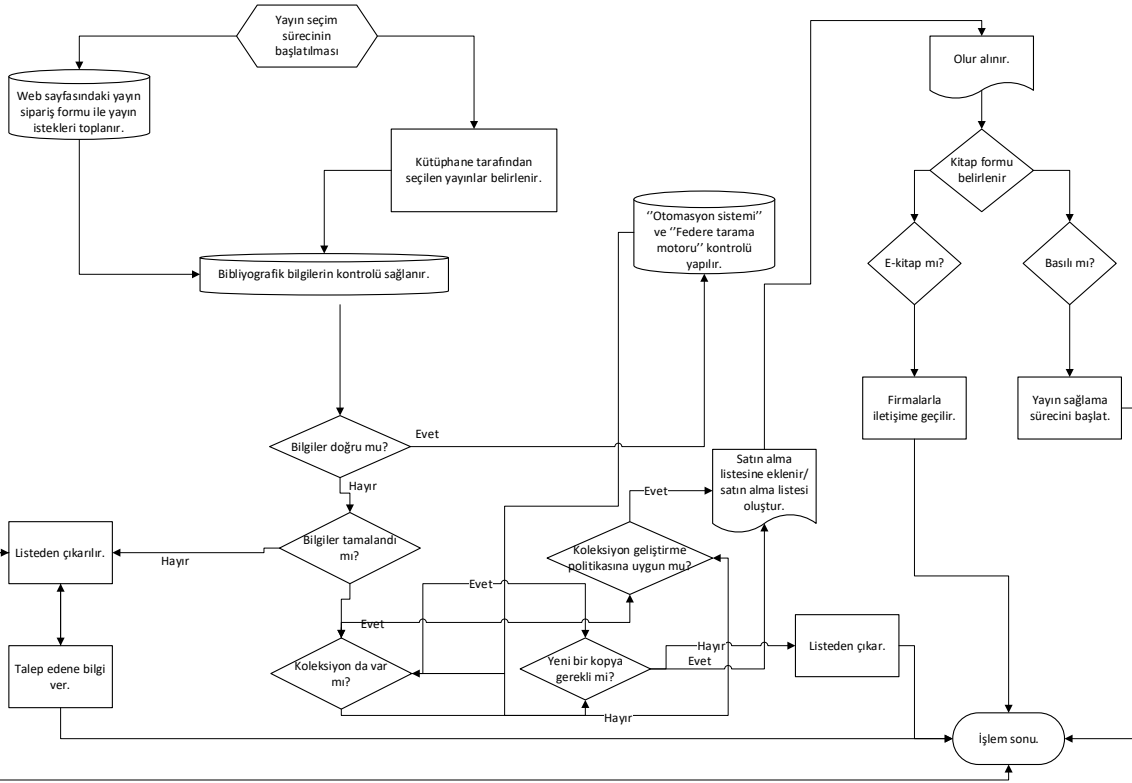 Yayın seçim
sürecinin
başlatılması
Web sayfasındaki yayın
sipariş formu ile yayın
istekleri toplanır.
Kütüphane tarafından
seçilen yayınlar belirlenir.
Bibliyografik bilgilerin kontrolü sağlanır.
‘’Otomasyon sistemi’’
ve ‘’Federe tarama
motoru’’ kontrolü
yapılır.
Olur alınır.
Kitap formu
belirlenir
E-kitap mı?
Basılı mı?
Firmalarla
iletişime geçilir.
Yayın sağlama
sürecini başlat.
Bilgiler doğru mu?
Evet
Hayır
Bilgiler tamalandı
mı?
Hayır
Listeden çıkarılır.
Talep edene bilgi
ver.
Evet
Koleksiyon da var
mı?
Evet
Koleksiyon geliştirme
politikasına uygun mu?
Evet
Satın alma
listesine eklenir/
satın alma listesi
oluştur.
Yeni bir kopya
gerekli mi?
Hayır
Evet
Hayır
Listeden çıkar.
İşlem sonu.